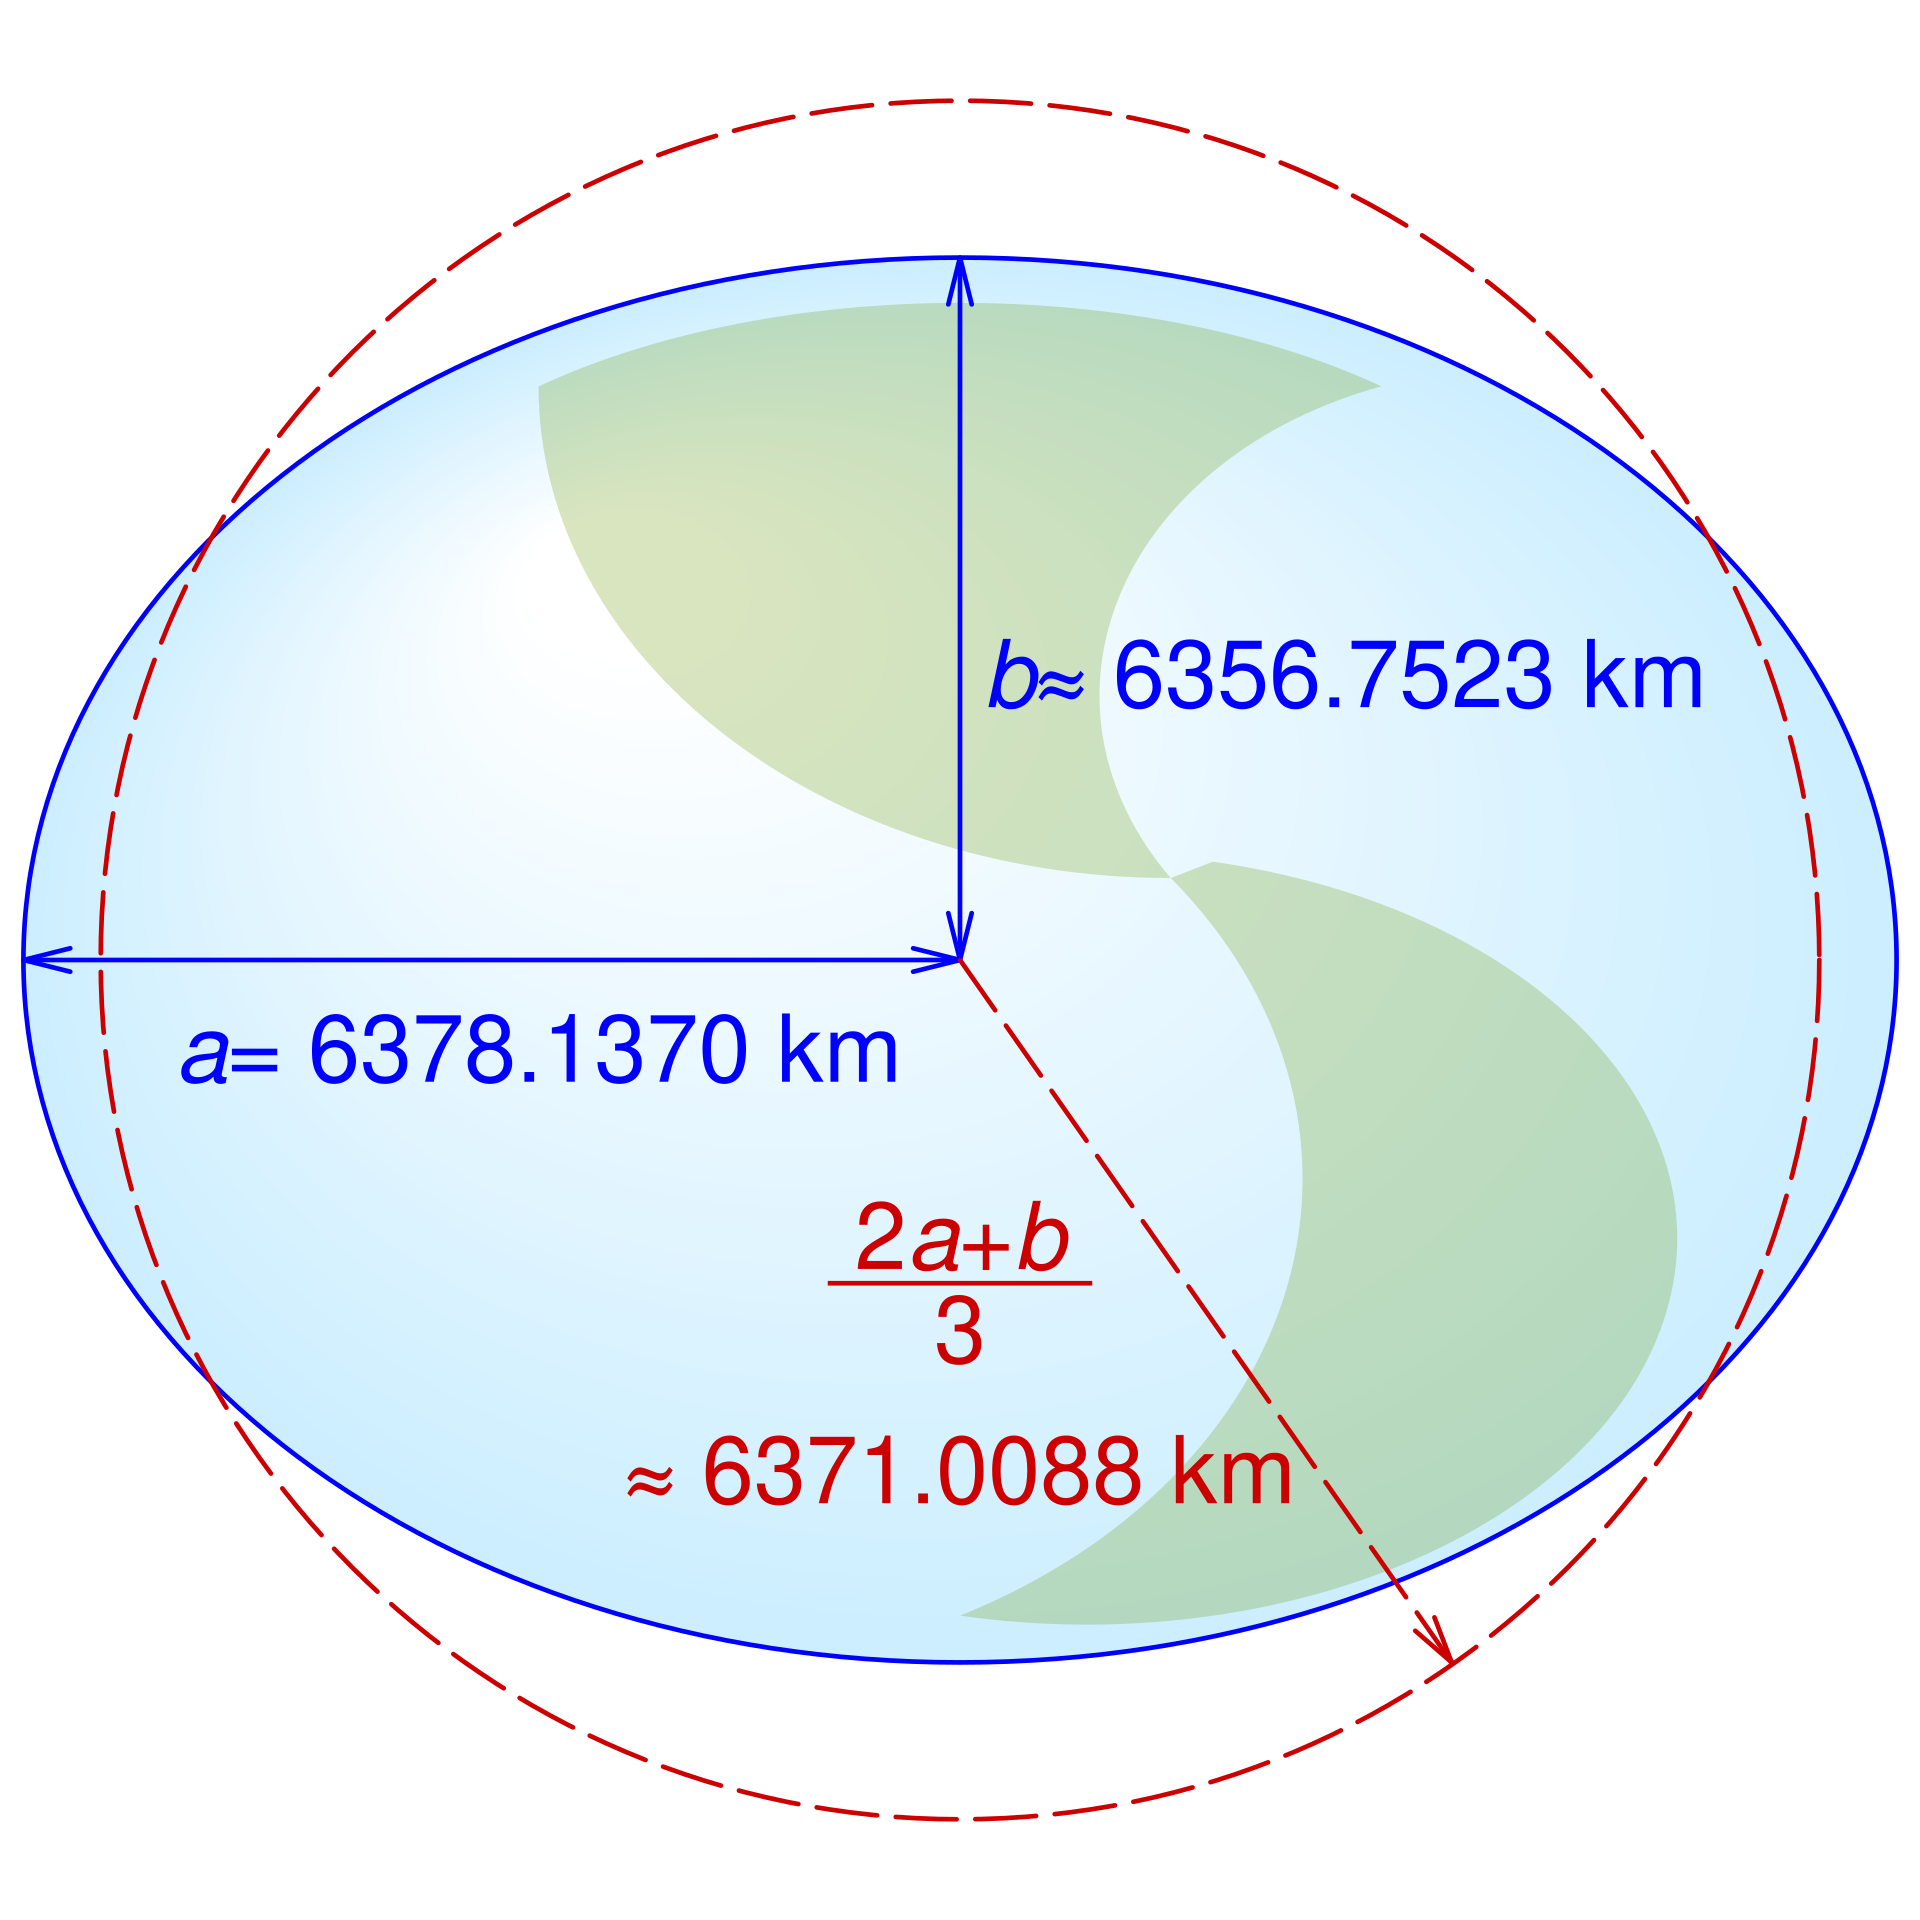 b≈ 6356.7523 km
a= 6378.1370 km
2a+b
3
≈ 6371.0088 km